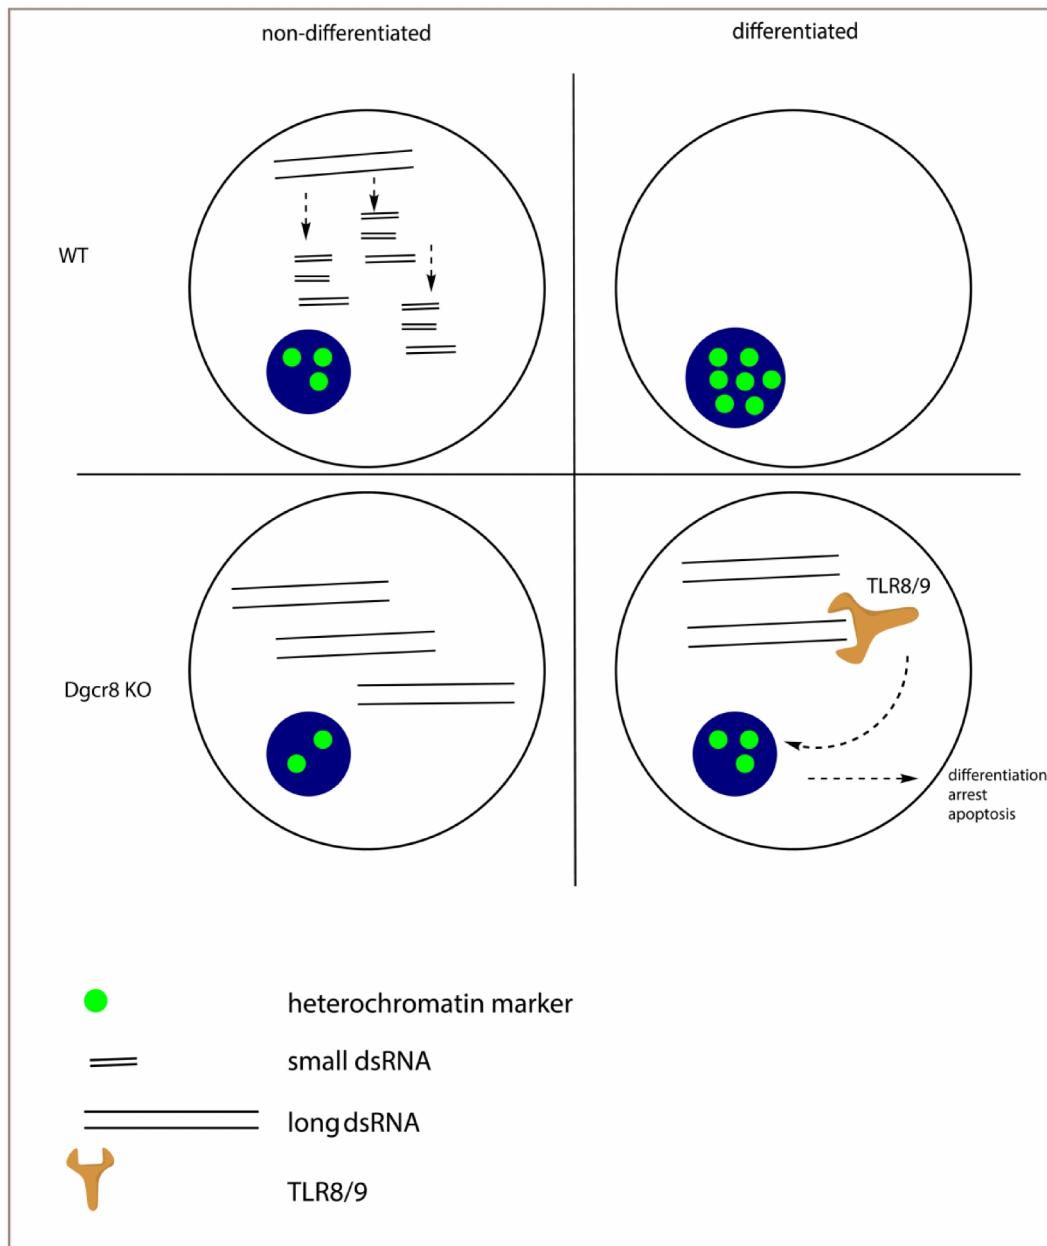 non-differentiated
differentiated
WT
TLR8/9
Dgcr8 KO
differentiation
arrest
apoptosis
heterochromatin marker
small dsRNA
long dsRNA
TLR8/9